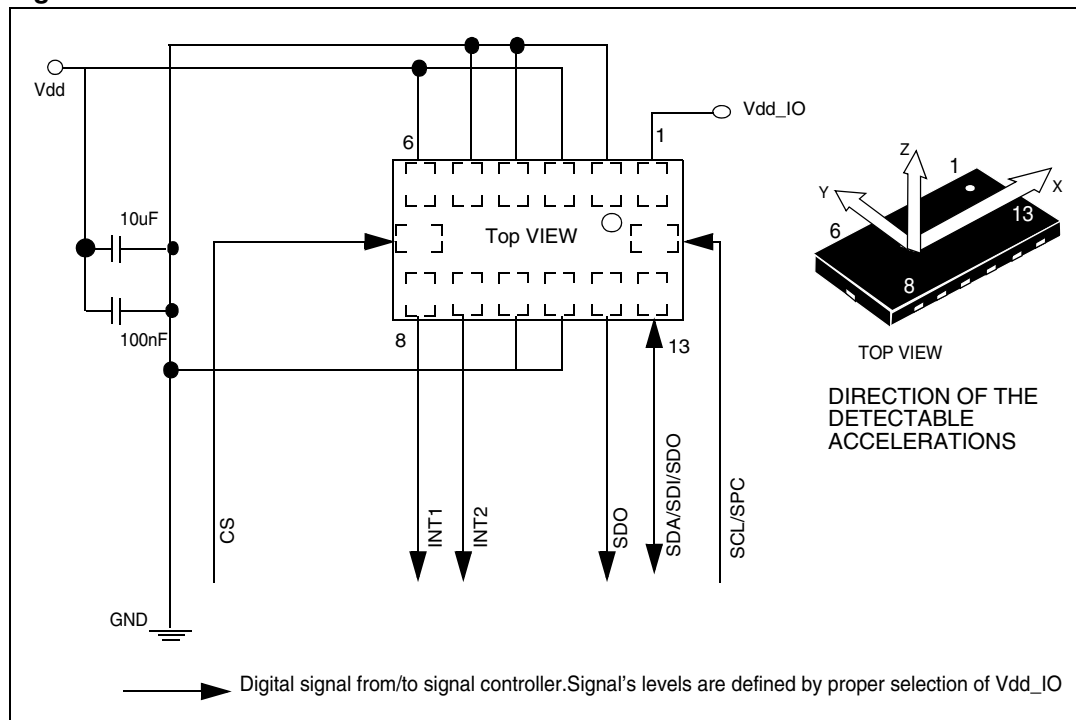 Vdd
Vdd_IO
6
1
10uF
100nF
Top VIEW
8
13
CS
INT1
INT2
SDO
SDA/SDI/SDO
SCL/SPC
GND
Z
1
Y
X
6
13
8
TOP VIEW
DIRECTION OF THE
DETECTABLE
ACCELERATIONS
Digital signal from/to signal controller.Signal's levels are defined by proper selection of Vdd_IO